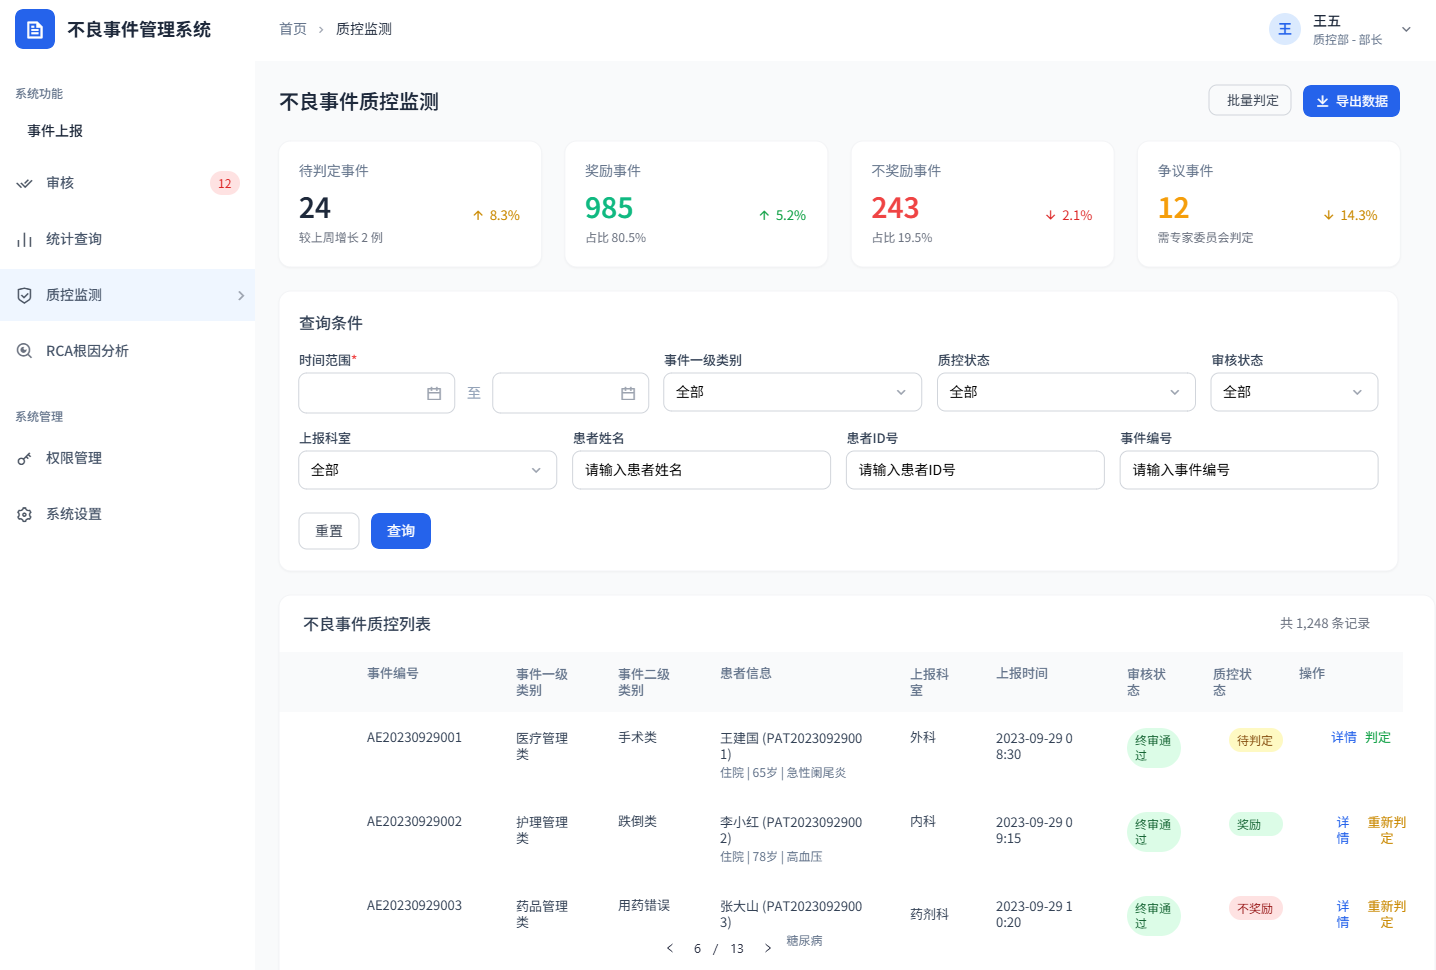 不良事件管理系统
首页 > 质控监测
王 王五
质控部 - 部长
系统功能
事件上报
审核 12
统计查询
质控监测
RCA根因分析
系统管理
权限管理
系统设置
不良事件质控监测
批量判定 导出数据
待判定事件
24
↑ 8.3%
较上周增长 2 例
奖励事件
985
↑ 5.2%
占比 80.5%
不奖励事件
243
↓ 2.1%
占比 19.5%
争议事件
12
↓ 14.3%
需专家委员会判定
查询条件
时间范围* 事件一级类别 质控状态 审核状态
至 全部 全部 全部
上报科室 患者姓名 患者ID号 事件编号
全部 请输入患者姓名 请输入患者ID号 请输入事件编号
重置 查询
不良事件质控列表 共 1,248 条记录
事件编号 事件一级 事件二级 患者信息 上报科 上报时间 审核状 质控状 操作
类别 类别 室 态 态
AE20230929001 医疗管理 手术类 王建国 (PAT2023092900 外科 2023-09-29 0 终审通 待判定 详情 判定
类 1) 8:30 过
住院 | 65岁 | 急性阑尾炎
AE20230929002 护理管理 跌倒类 李小红 (PAT2023092900 内科 2023-09-29 0 终审通 奖励 详 重新判
类 2) 9:15 过 情 定
住院 | 78岁 | 高血压
AE20230929003 药品管理 用药错误 张大山 (PAT2023092900 药剂科 2023-09-29 1 终审通 不奖励 详 重新判
类 3) 0:20 过 情 定
糖尿病
< 6 / 13 >